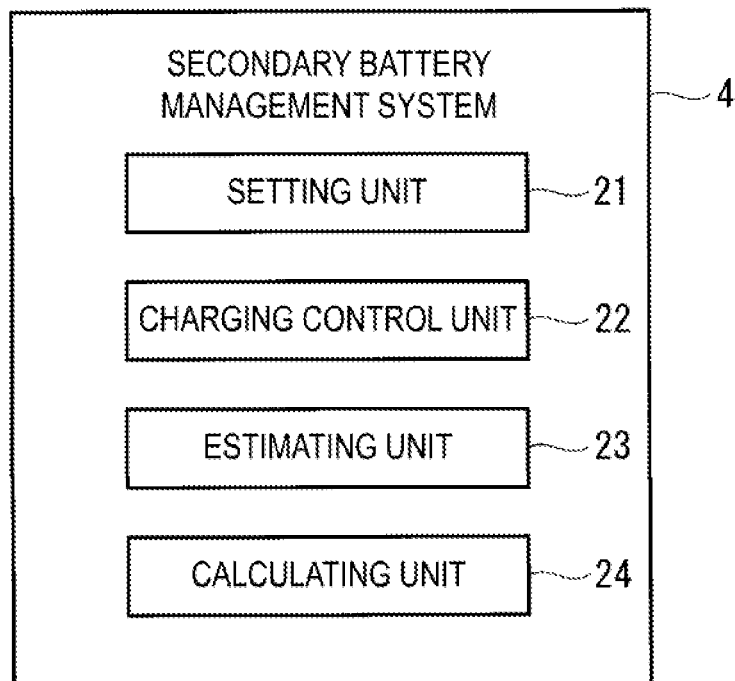 SECONDARY BATTERY
MANAGEMENT SYSTEM
4
SETTING UNIT
21
CHARGING CONTROL UNIT
22
ESTIMATING UNIT
23
CALCULATING UNIT
24